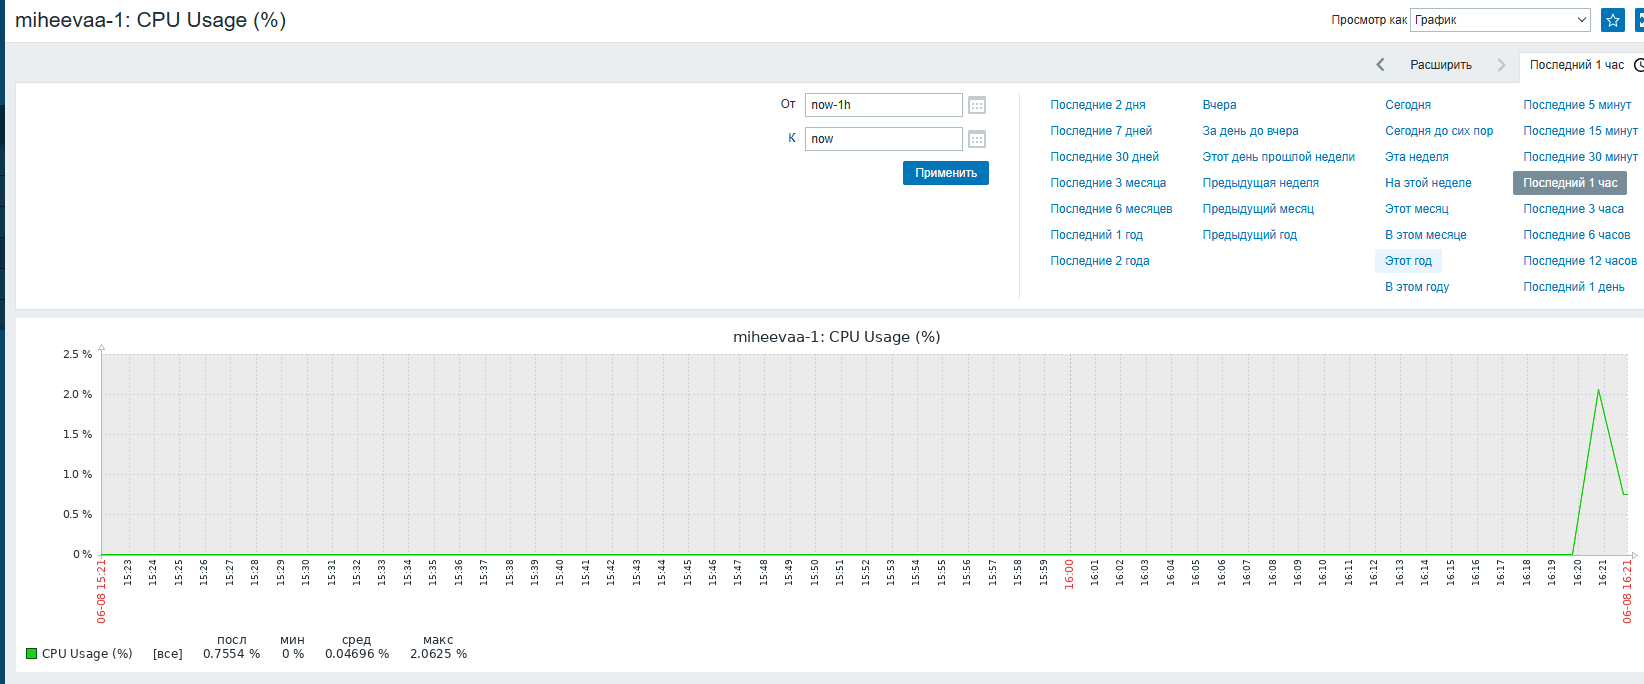 miheevaa-1: CPU Usage (%)
Просмотр как График
Расширить
Последний 1 час
От now-1h
К now
Применить
Последние 2 дня Вчера Сегодня Последние 5 минут
Последние 7 дней За день до вчера Сегодня до сих пор Последние 15 минут
Последние 30 дней Этот день прошлой недели Эта неделя Последние 30 минут
Последние 3 месяца Предыдущая неделя На этой неделе Последний 1 час
Последние 6 месяцев Предыдущий месяц Этот месяц Последние 3 часа
Последний 1 год Предыдущий год В этом месяце Последние 6 часов
Последние 2 года Этот год Последние 12 часов
В этом году Последний 1 день
miheevaa-1: CPU Usage (%)
2.5 %
2.0 %
1.5 %
1.0 %
0.5 %
0 %
06-08 15:21 15:23 15:24 15:25 15:26 15:27 15:28 15:29 15:30 15:31 15:32 15:33 15:34 15:35 15:36 15:37 15:38 15:39 15:40 15:41 15:42 15:43 15:44 15:45 15:46 15:47 15:48 15:49 15:50 15:51 15:52 15:53 15:54 15:55 15:56 15:57 15:58 15:59 16:00 16:01 16:02 16:03 16:04 16:05 16:06 16:07 16:08 16:09 16:10 16:11 16:12 16:13 16:14 16:15 16:16 16:17 16:18 16:19 16:20 16:21 06-08 16:21
посл мин сред макс
CPU Usage (%) [все] 0.7554 % 0 % 0.04696 % 2.0625 %